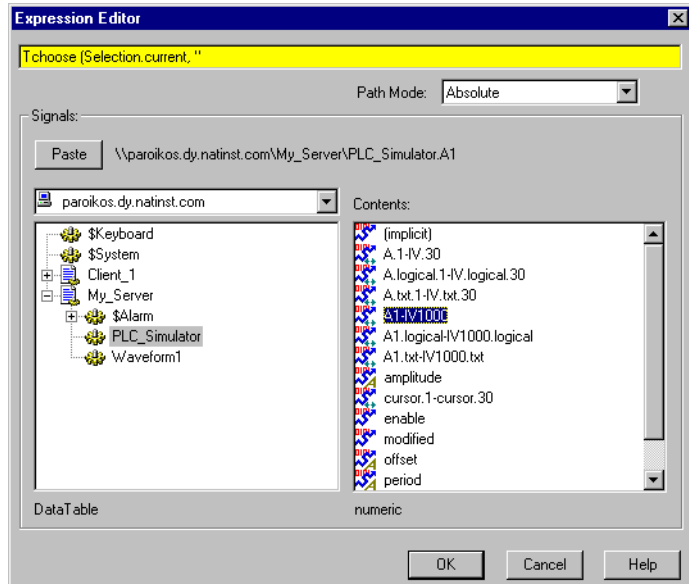 Expression Editor
Tchoose (Selection.current, "
Path Mode: Absolute
Signals:
Paste \\paroikos.dy.natinst.com\My_Server\PLC_Simulator.A1
paroikos.dy.natinst.com
Contents:
$Keyboard
$System
Client_1
My_Server
$Alarm
PLC_Simulator
Waveform1
(implicit)
A.1-IV.30
A.logical.1-IV.logical.30
A.txt.1-IV.txt.30
A1-IV1000
A1.logical-IV1000.logical
A1.txt-IV1000.txt
amplitude
cursor.1-cursor.30
enable
modified
offset
period
DataTable
numeric
OK Cancel Help